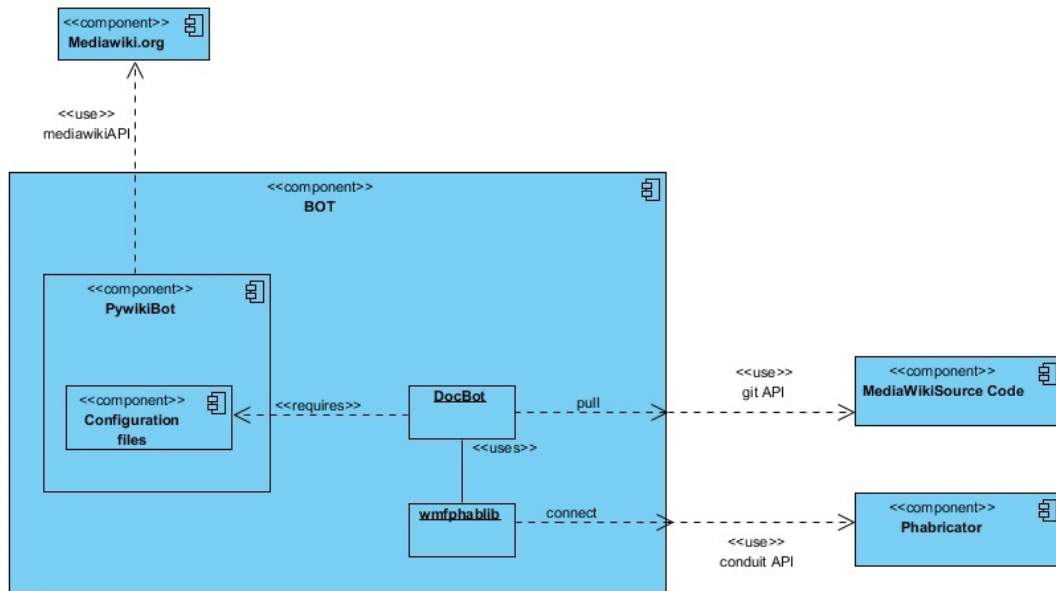 <<component>>
Mediawiki.org
<<use>>
mediawikiAPI
<<component>>
BOT
<<component>>
PywikiBot
<<component>>
Configuration
files
<<requires>>
DocBot
pull
<<use>>
git API
<<component>>
MediaWikiSource Code
<<uses>>
wmfphablib
connect
<<use>>
conduit API
<<component>>
Phabricator